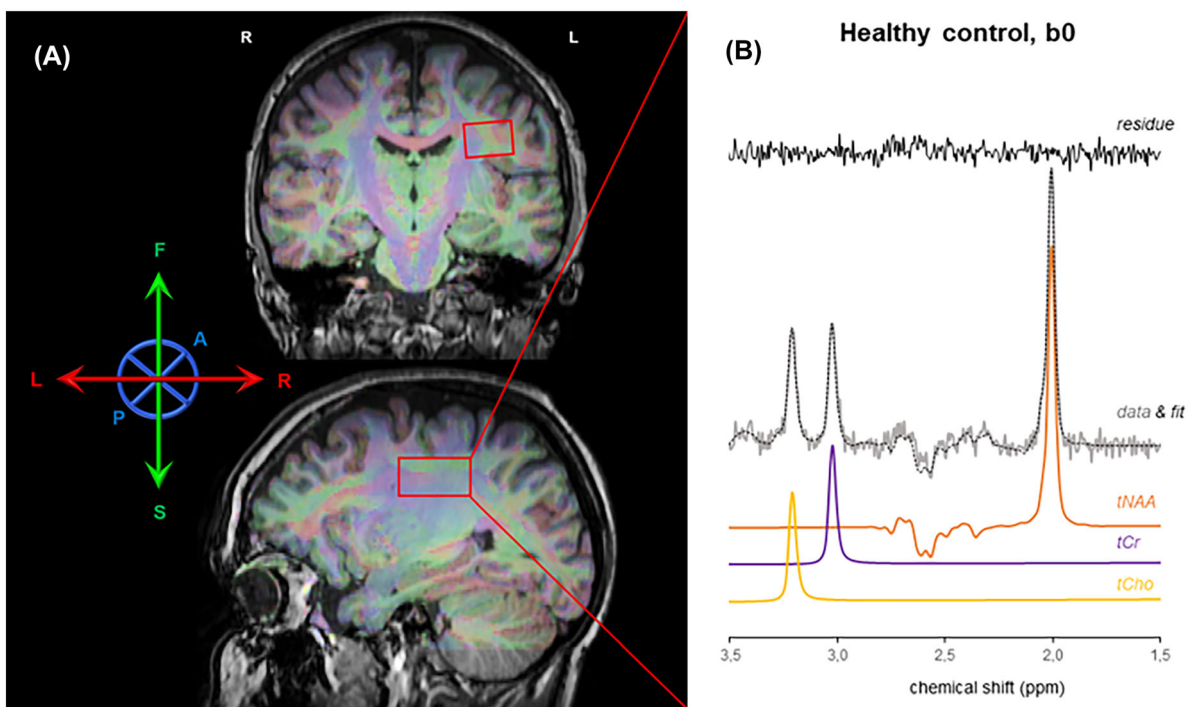 (A)
R
L
F
A
L
R
P
S
Healthy control, b0
(B)
residue
data & fit
tNAA
tCr
tCho
3,5
3,0
2,5
2,0
1,5
chemical shift (ppm)